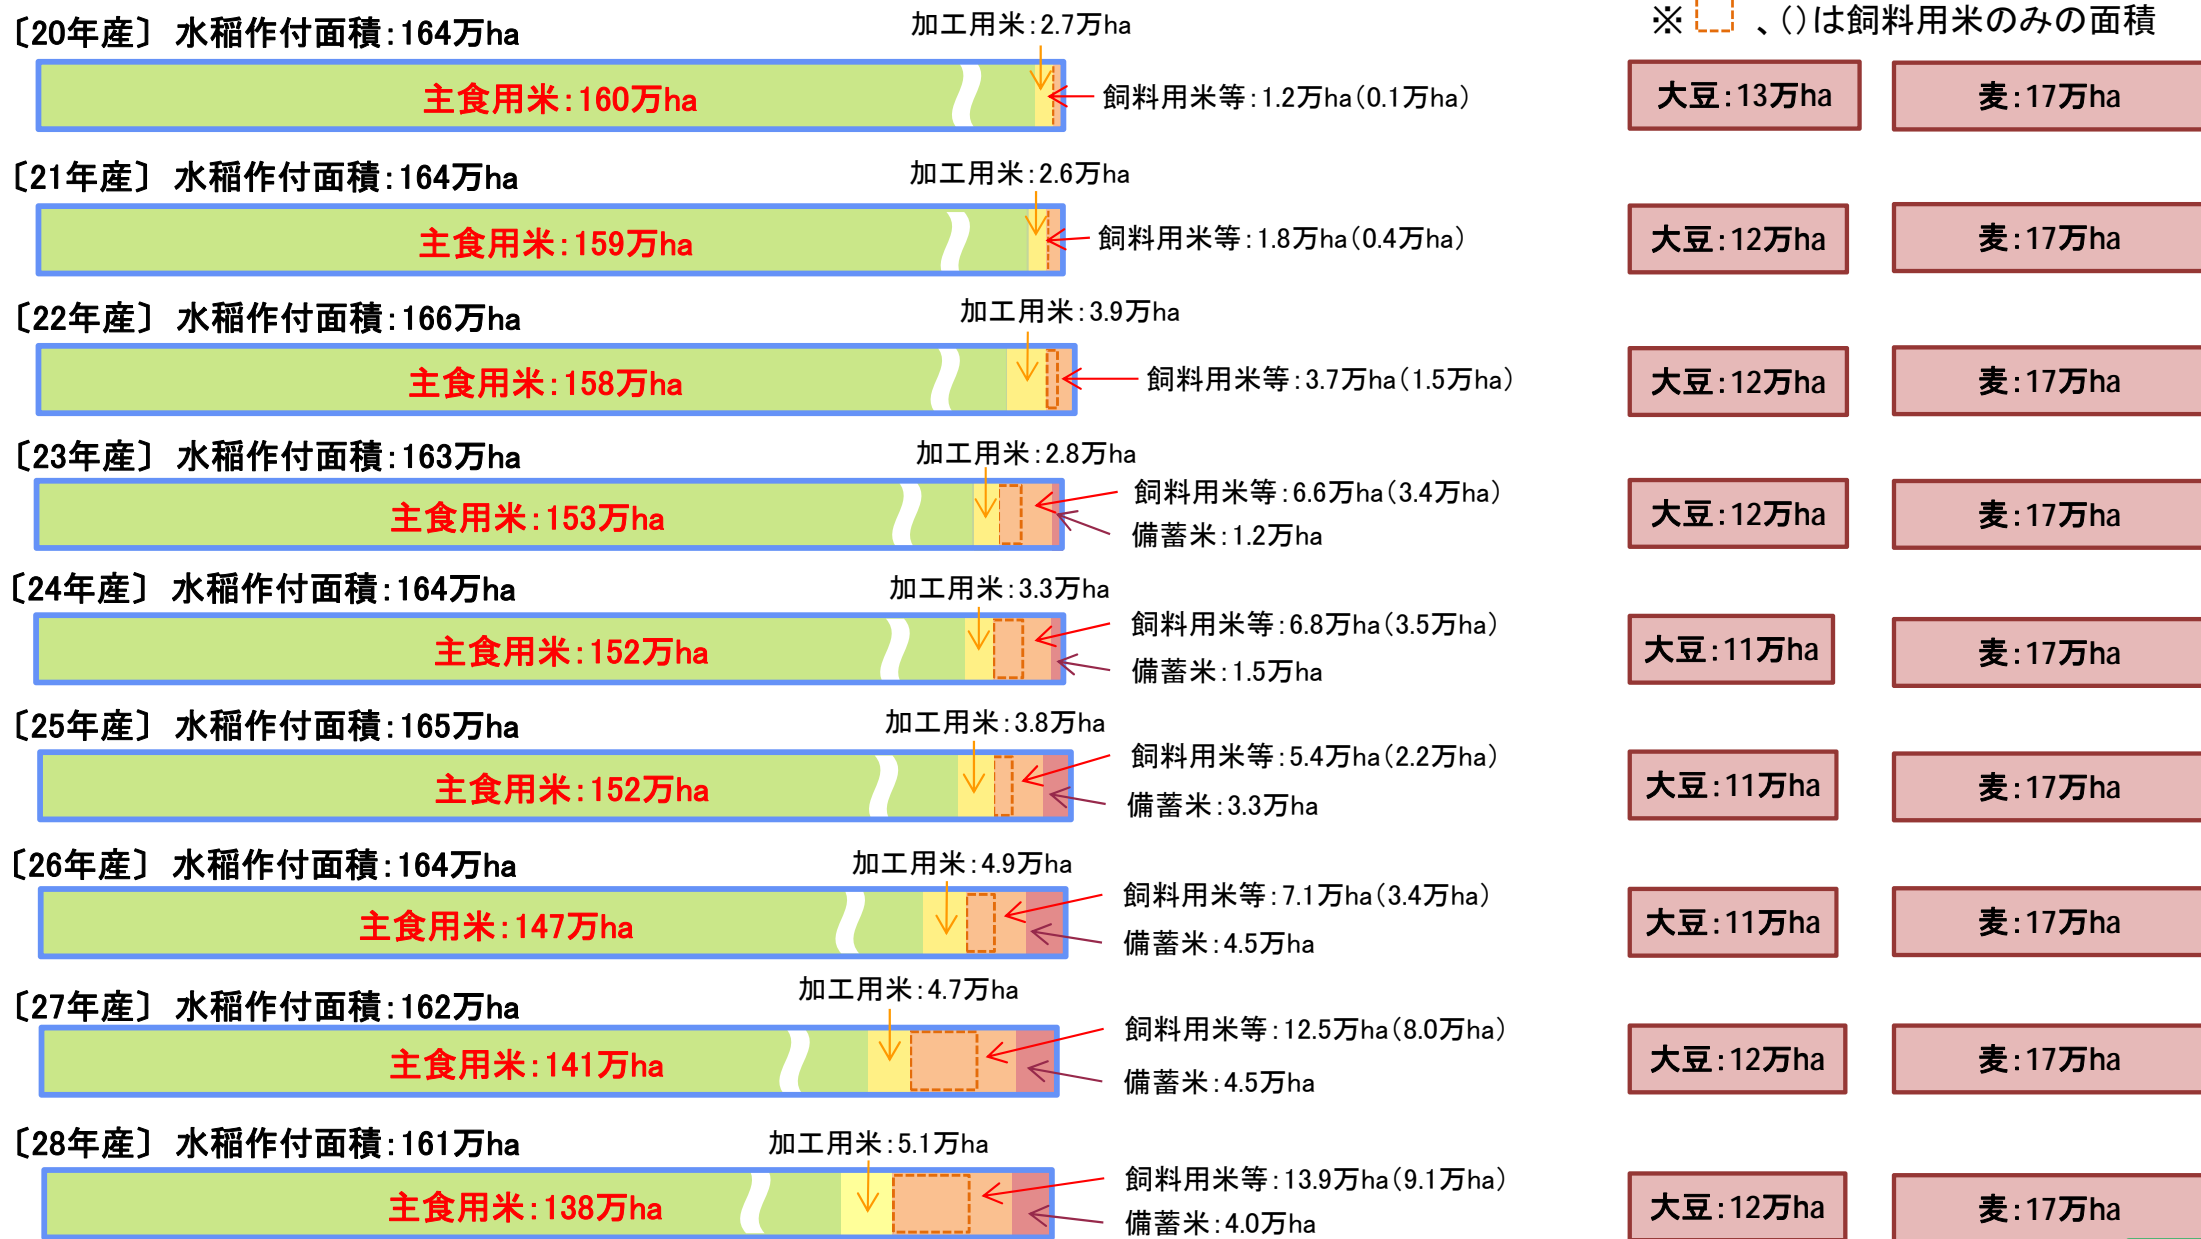 ※ 、()は飼料用米のみの面積
〔20年産〕 水稲作付面積:164万ha
加工用米:2.7万ha
主食用米:160万ha
飼料用米等:1.2万ha(0.1万ha)
大豆:13万ha
麦:17万ha
〔21年産〕 水稲作付面積:164万ha
加工用米:2.6万ha
主食用米:159万ha
飼料用米等:1.8万ha(0.4万ha)
大豆:12万ha
麦:17万ha
〔22年産〕 水稲作付面積:166万ha
加工用米:3.9万ha
主食用米:158万ha
飼料用米等:3.7万ha(1.5万ha)
大豆:12万ha
麦:17万ha
〔23年産〕 水稲作付面積:163万ha
加工用米:2.8万ha
主食用米:153万ha
飼料用米等:6.6万ha(3.4万ha)
備蓄米:1.2万ha
大豆:12万ha
麦:17万ha
〔24年産〕 水稲作付面積:164万ha
加工用米:3.3万ha
主食用米:152万ha
飼料用米等:6.8万ha(3.5万ha)
備蓄米:1.5万ha
大豆:11万ha
麦:17万ha
〔25年産〕 水稲作付面積:165万ha
加工用米:3.8万ha
主食用米:152万ha
飼料用米等:5.4万ha(2.2万ha)
備蓄米:3.3万ha
大豆:11万ha
麦:17万ha
〔26年産〕 水稲作付面積:164万ha
加工用米:4.9万ha
主食用米:147万ha
飼料用米等:7.1万ha(3.4万ha)
備蓄米:4.5万ha
大豆:11万ha
麦:17万ha
〔27年産〕 水稲作付面積:162万ha
加工用米:4.7万ha
主食用米:141万ha
飼料用米等:12.5万ha(8.0万ha)
備蓄米:4.5万ha
大豆:12万ha
麦:17万ha
〔28年産〕 水稲作付面積:161万ha
加工用米:5.1万ha
主食用米:138万ha
飼料用米等:13.9万ha(9.1万ha)
備蓄米:4.0万ha
大豆:12万ha
麦:17万ha